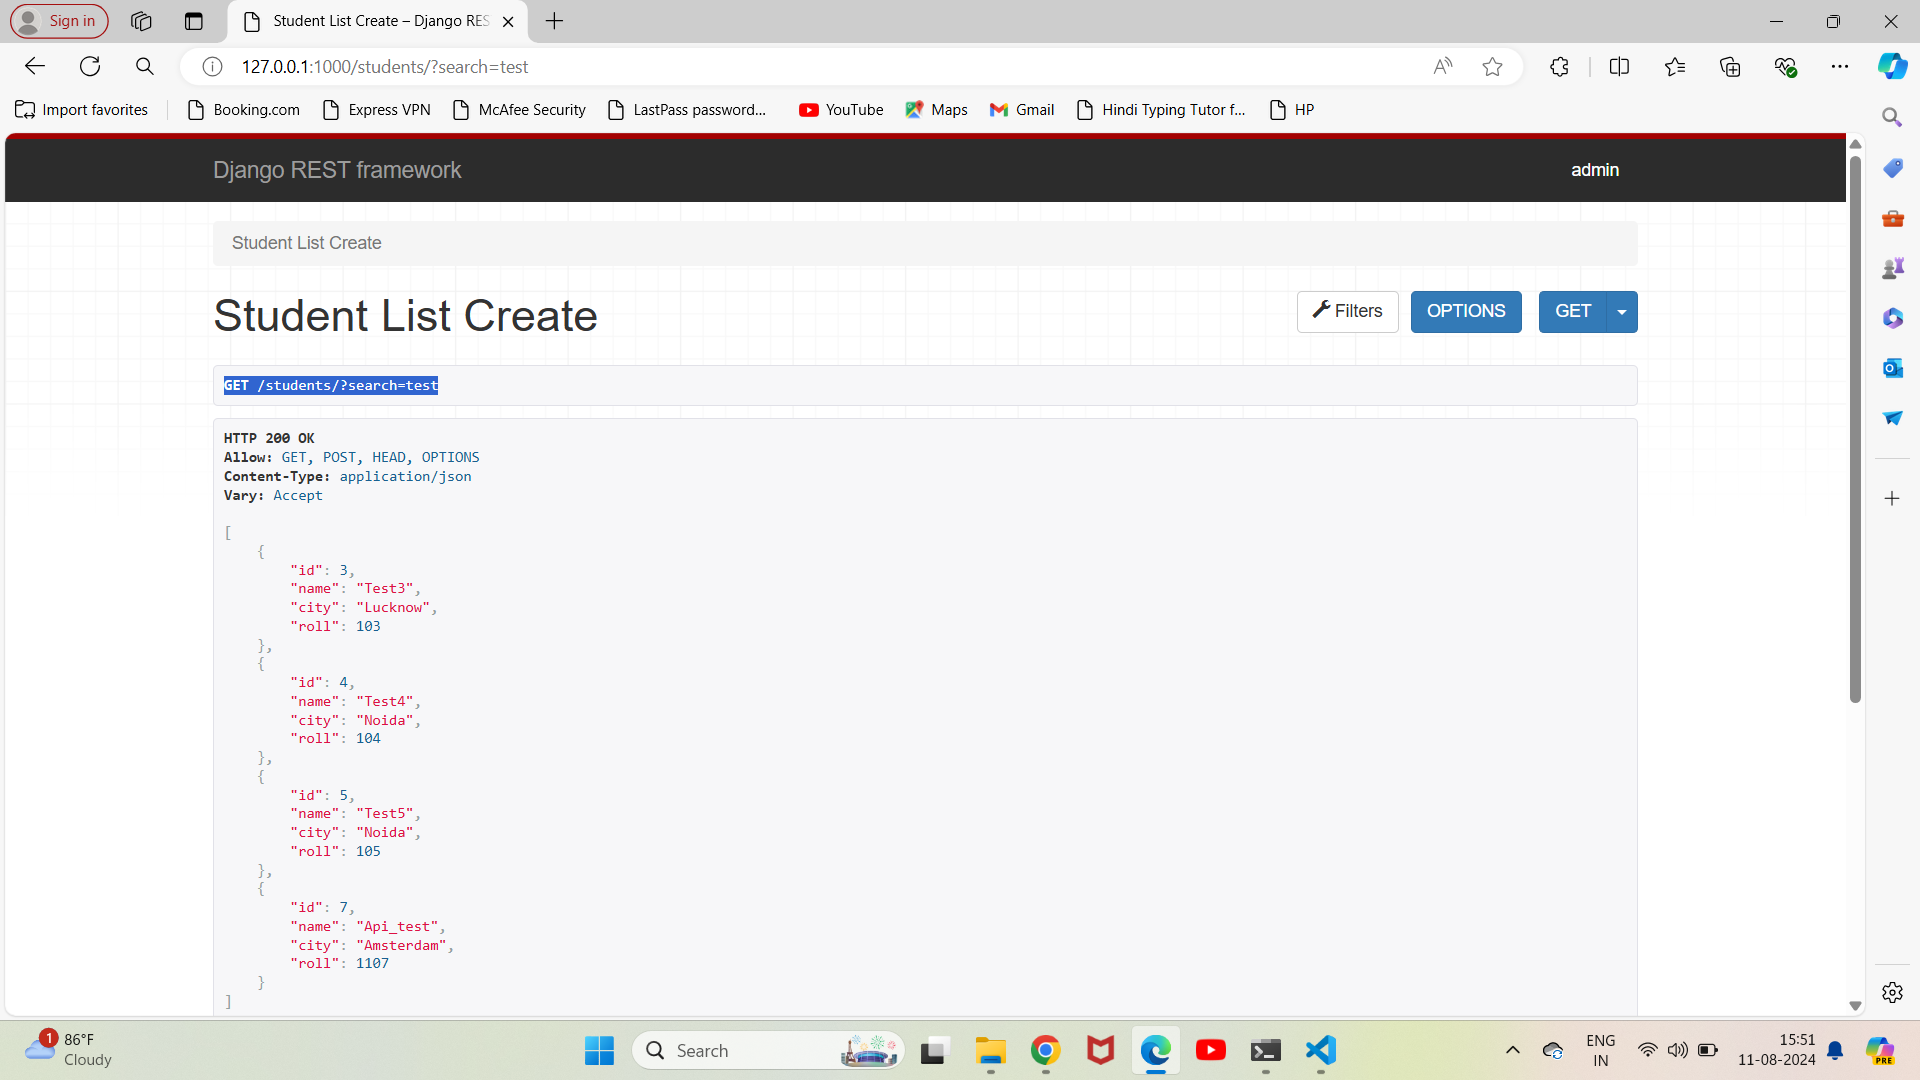 Sign in
Student List Create – Django RES
127.0.0.1:1000/students/?search=test
Import favorites
Booking.com
Express VPN
McAfee Security
LastPass password...
YouTube
Maps
Gmail
Hindi Typing Tutor f...
HP
Django REST framework
admin
Student List Create
Student List Create
Filters
OPTIONS
GET
GET /students/?search=test
HTTP 200 OK
Allow: GET, POST, HEAD, OPTIONS
Content-Type: application/json
Vary: Accept
[
    {
        "id": 3,
        "name": "Test3",
        "city": "Lucknow",
        "roll": 103
    },
    {
        "id": 4,
        "name": "Test4",
        "city": "Noida",
        "roll": 104
    },
    {
        "id": 5,
        "name": "Test5",
        "city": "Noida",
        "roll": 105
    },
    {
        "id": 7,
        "name": "Api_test",
        "city": "Amsterdam",
        "roll": 1107
    }
]
1
86°F
Cloudy
Search
ENG
IN
15:51
11-08-2024
PRE